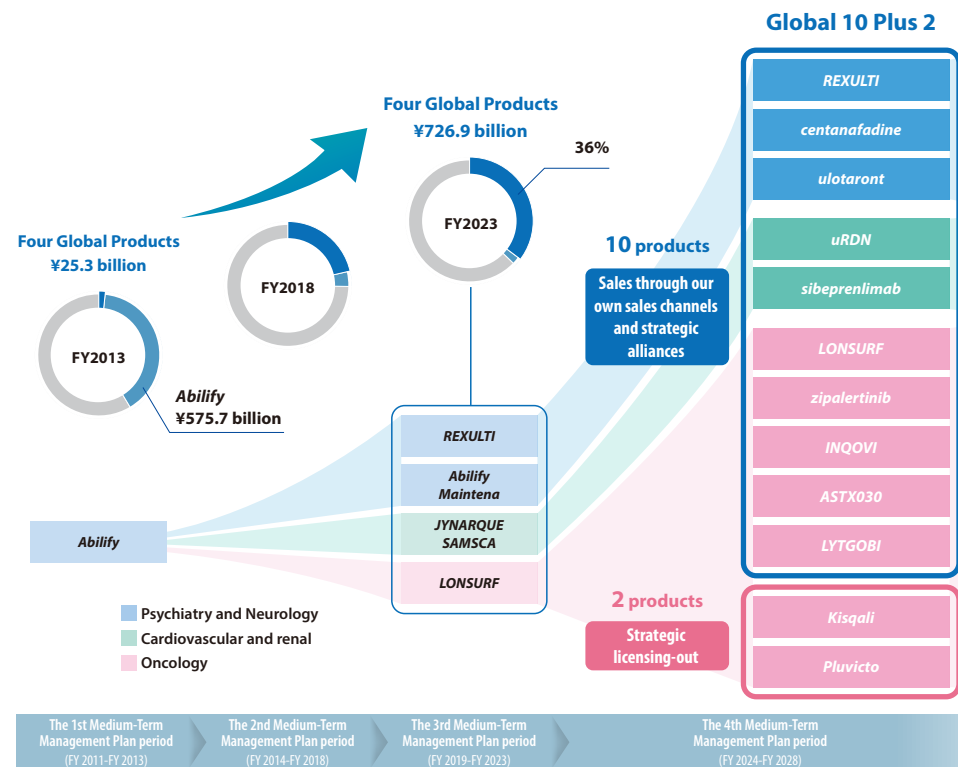 Global 10 Plus 2
REXULTI
centanafadine
ulotaront
uRDN
sibeprenlimab
LONSURF
zipalertinib
INQOVI
ASTX030
LYTGOBI
Kisqali
Pluvicto
Four Global Products
¥726.9 billion
36%
FY2023
Four Global Products
¥25.3 billion
FY2018
FY2013
Abilify
¥575.7 billion
10 products
Sales through our
own sales channels
and strategic
alliances
REXULTI
Abilify
Maintena
JYNARQUE
SAMSCA
LONSURF
Abilify
2 products
Strategic
licensing-out
Psychiatry and Neurology
Cardiovascular and renal
Oncology
The 1st Medium-Term
Management Plan period
(FY 2011-FY 2013)
The 2nd Medium-Term
Management Plan period
(FY 2014-FY 2018)
The 3rd Medium-Term
Management Plan period
(FY 2019-FY 2023)
The 4th Medium-Term
Management Plan period
(FY 2024-FY 2028)